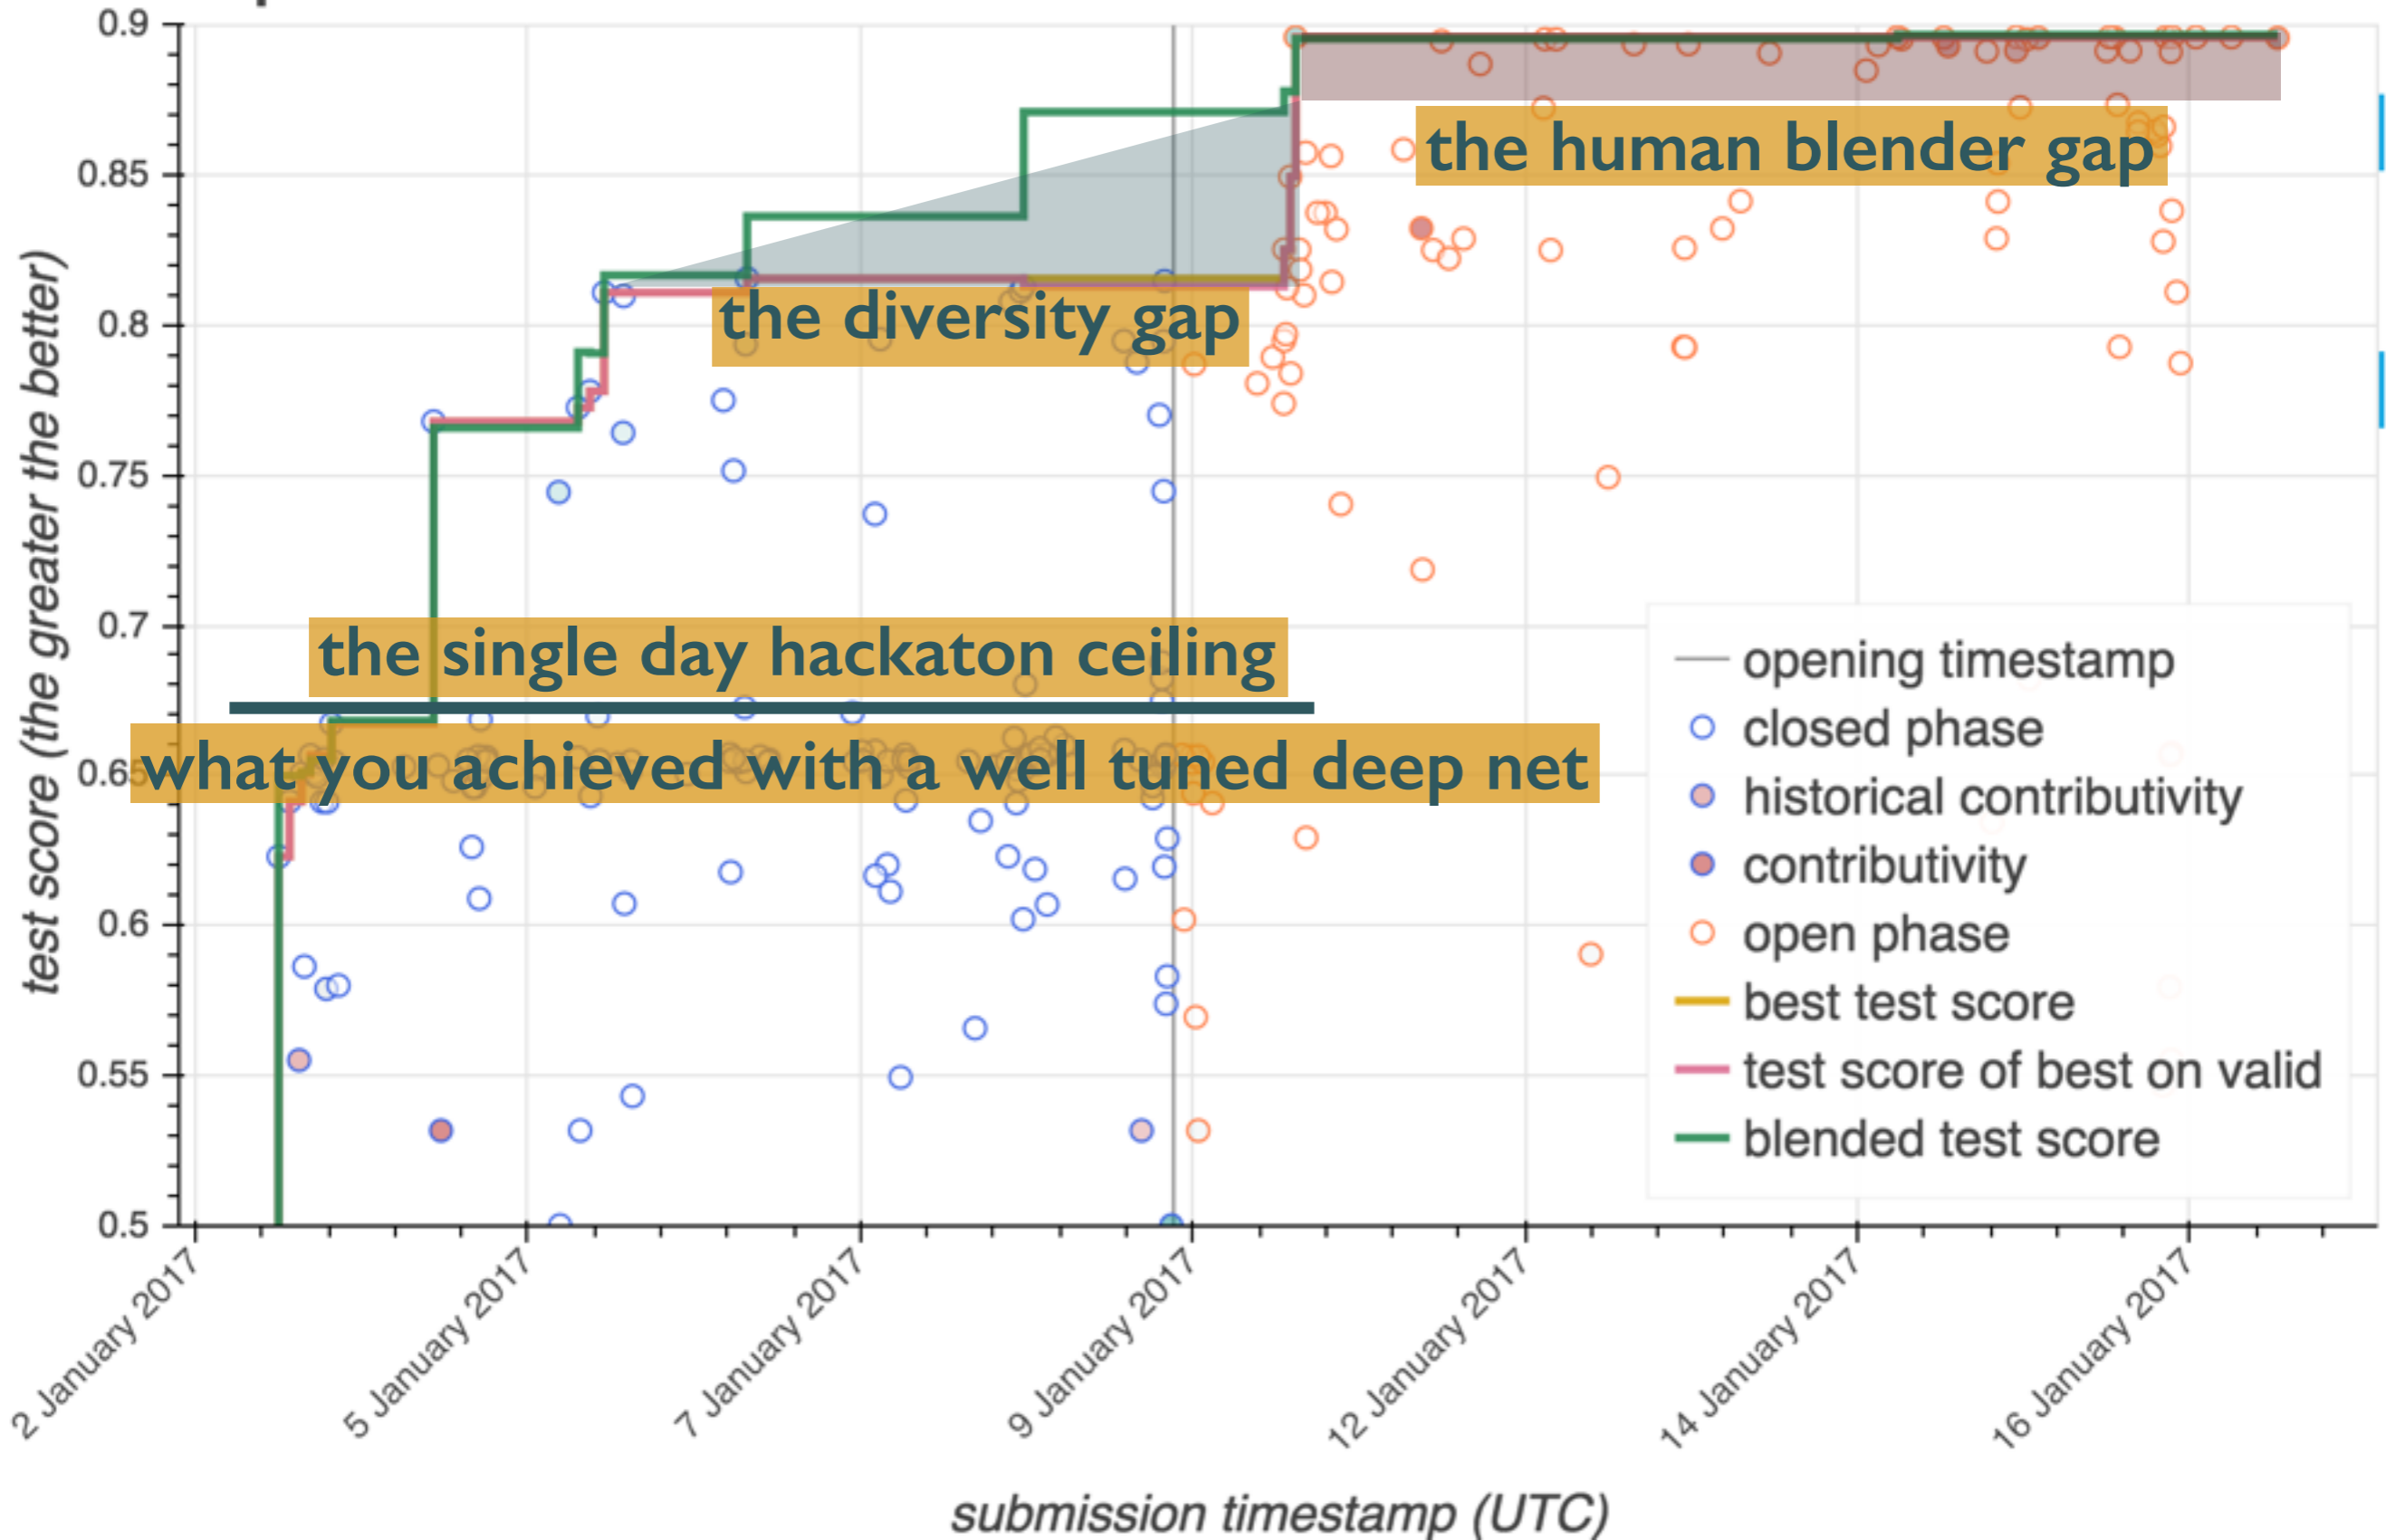 test score (the greater the better)
0.9
0.85
0.8
0.75
0.7
0.65
0.6
0.55
0.5
the human blender gap
the diversity gap
the single day hackaton ceiling
what you achieved with a well tuned deep net
opening timestamp
closed phase
historical contributivity
contributivity
open phase
best test score
test score of best on valid
blended test score
2 January 2017
5 January 2017
7 January 2017
9 January 2017
12 January 2017
14 January 2017
16 January 2017
submission timestamp (UTC)